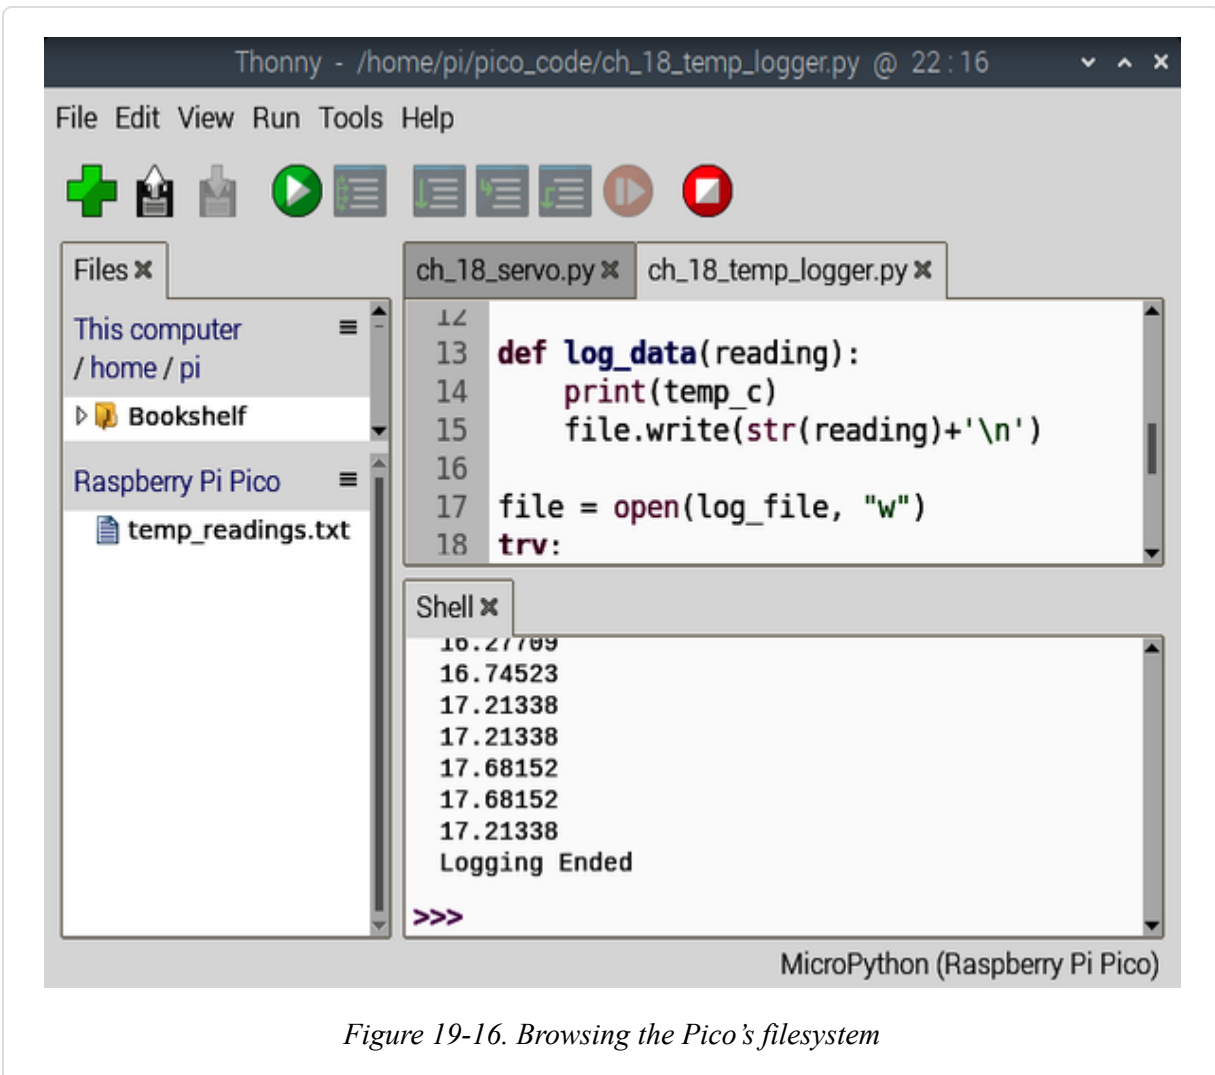 Thonny - /home/pi/pico_code/ch_18_temp_logger.py @ 22:16
File Edit View Run Tools Help
Files
This computer
/ home / pi
Bookshelf
Raspberry Pi Pico
temp_readings.txt
ch_18_servo.py
ch_18_temp_logger.py
12
13 def log_data(reading):
14 print(temp_c)
15 file.write(str(reading)+'\n')
16
17 file = open(log_file, "w")
18 try:
Shell
16.27709
16.74523
17.21338
17.21338
17.68152
17.68152
17.21338
Logging Ended
>>>
MicroPython (Raspberry Pi Pico)
Figure 19-16. Browsing the Pico’s filesystem